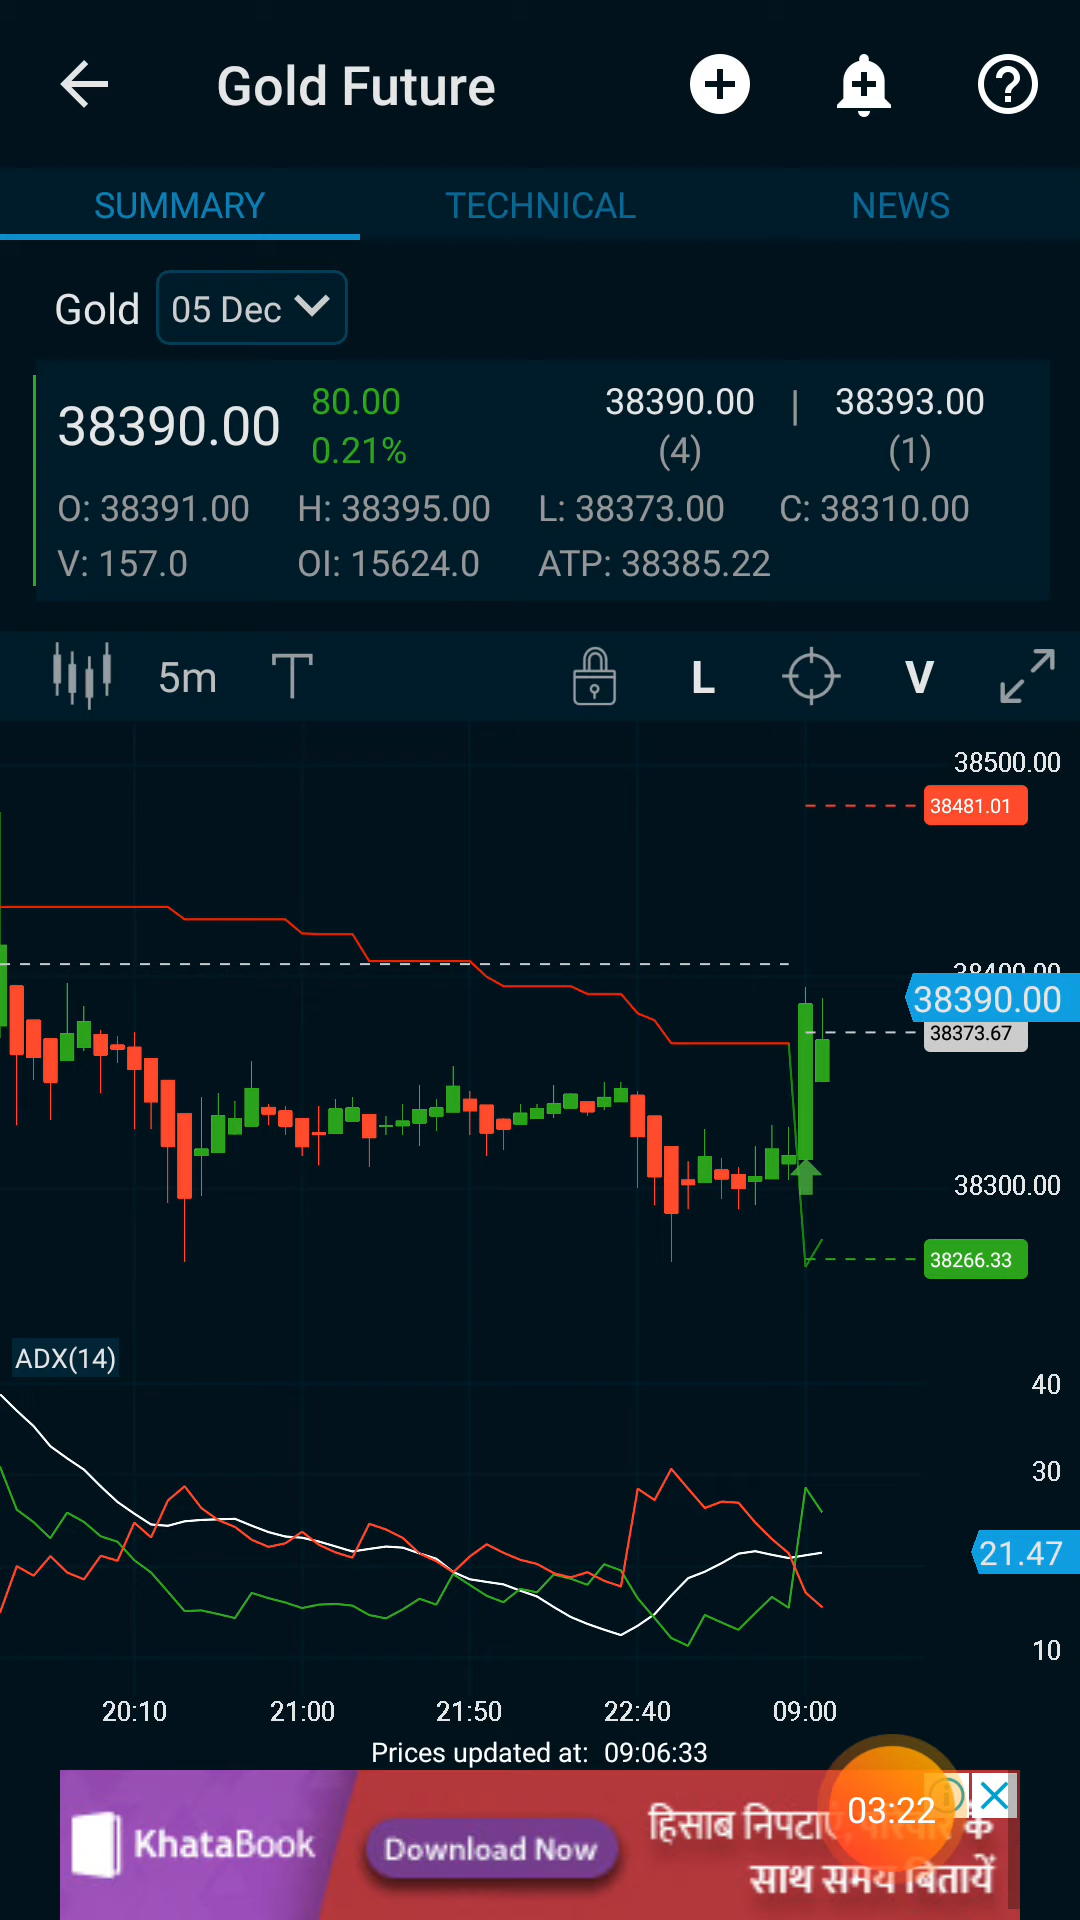 Gold Future
SUMMARY TECHNICAL NEWS
Gold 05 Dec
38390.00 80.00 0.21% 38390.00 (4) | 38393.00 (1)
O: 38391.00 H: 38395.00 L: 38373.00 C: 38310.00
V: 157.0 OI: 15624.0 ATP: 38385.22
5m T L V
38500.00
38481.01
38400.00
38390.00
38373.67
38300.00
38266.33
ADX(14)
40
30
21.47
10
20:10 21:00 21:50 22:40 09:00
Prices updated at: 09:06:33
03:22
KhataBook
Download Now
हिसाब निपटाए के
साथ समय बितायें